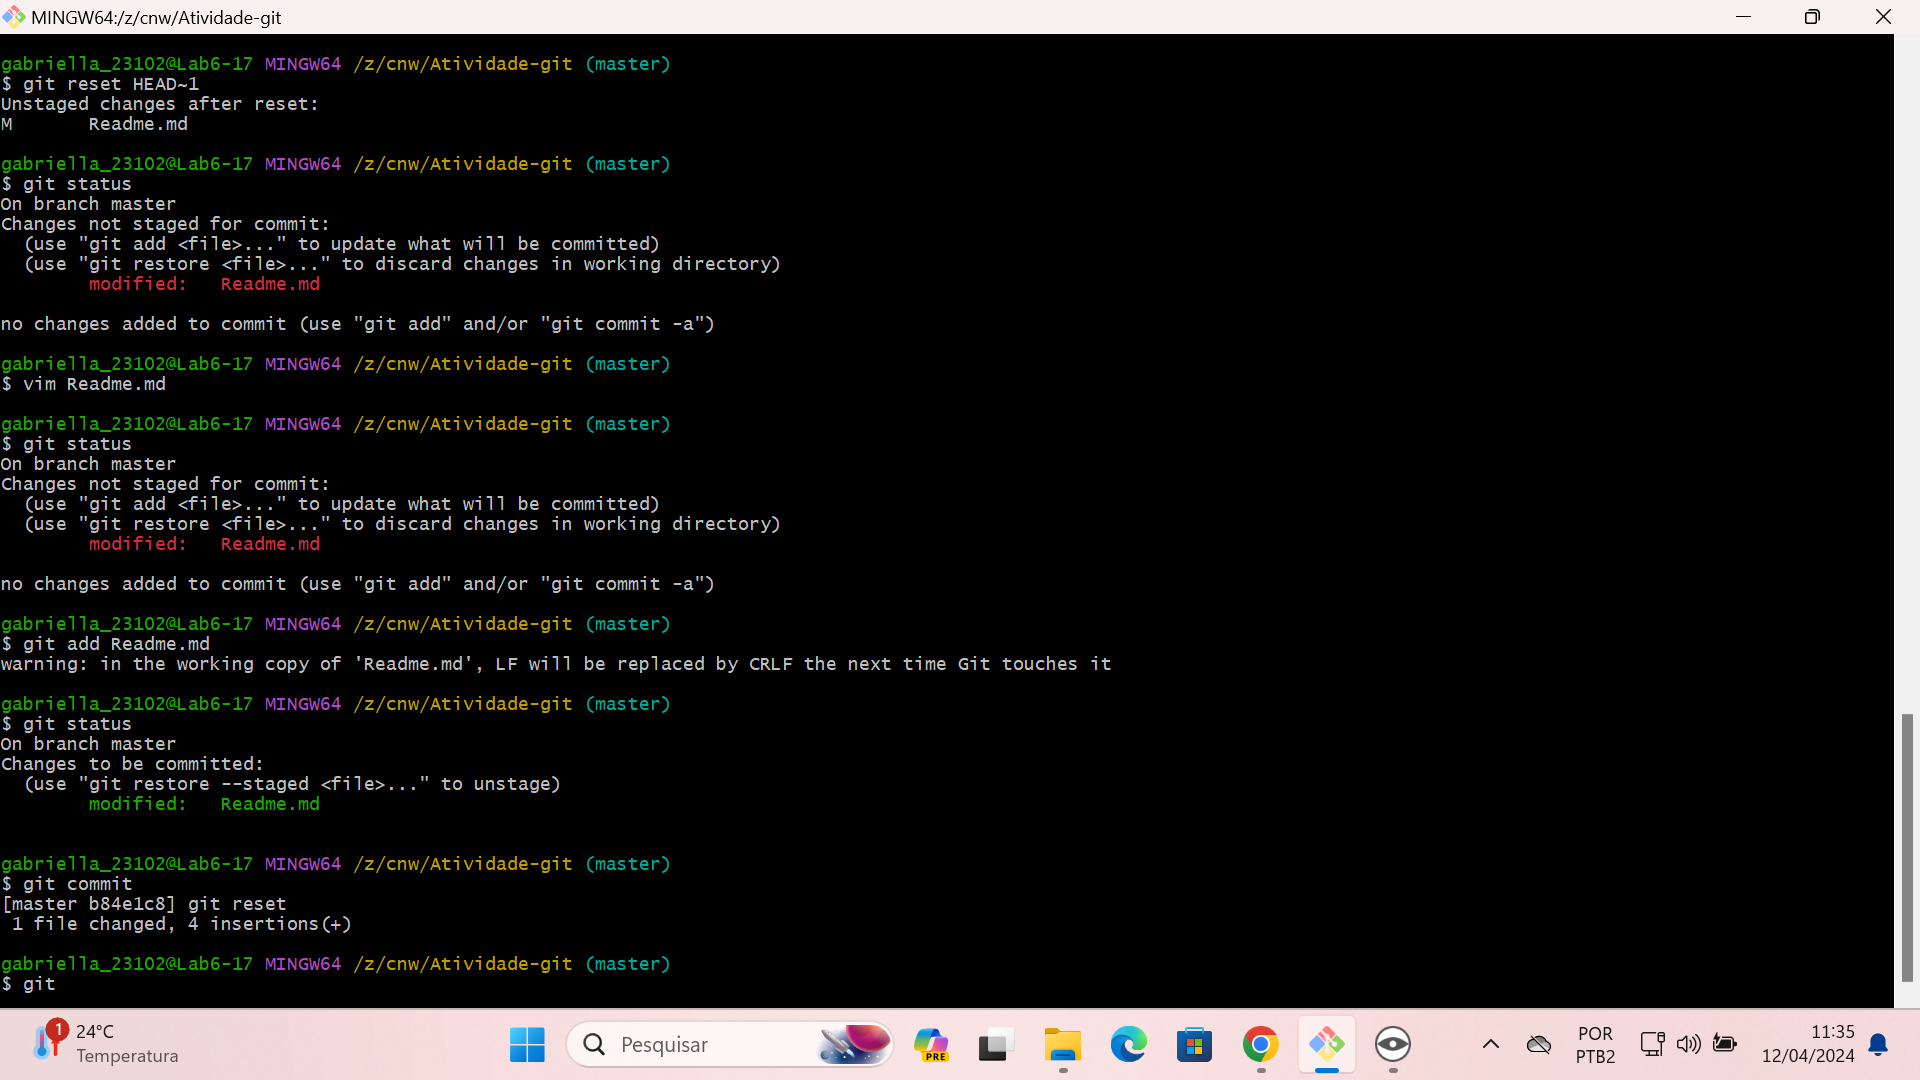 MINGW64:/z/cnw/Atividade-git
gabriella_23102@Lab6-17 MINGW64 /z/cnw/Atividade-git (master)
$ git reset HEAD~1
Unstaged changes after reset:
M       Readme.md
gabriella_23102@Lab6-17 MINGW64 /z/cnw/Atividade-git (master)
$ git status
On branch master
Changes not staged for commit:
  (use "git add <file>..." to update what will be committed)
  (use "git restore <file>..." to discard changes in working directory)
        modified:   Readme.md
no changes added to commit (use "git add" and/or "git commit -a")
gabriella_23102@Lab6-17 MINGW64 /z/cnw/Atividade-git (master)
$ vim Readme.md
gabriella_23102@Lab6-17 MINGW64 /z/cnw/Atividade-git (master)
$ git status
On branch master
Changes not staged for commit:
  (use "git add <file>..." to update what will be committed)
  (use "git restore <file>..." to discard changes in working directory)
        modified:   Readme.md
no changes added to commit (use "git add" and/or "git commit -a")
gabriella_23102@Lab6-17 MINGW64 /z/cnw/Atividade-git (master)
$ git add Readme.md
warning: in the working copy of 'Readme.md', LF will be replaced by CRLF the next time Git touches it
gabriella_23102@Lab6-17 MINGW64 /z/cnw/Atividade-git (master)
$ git status
On branch master
Changes to be committed:
  (use "git restore --staged <file>..." to unstage)
        modified:   Readme.md
gabriella_23102@Lab6-17 MINGW64 /z/cnw/Atividade-git (master)
$ git commit
[master b84e1c8] git reset
 1 file changed, 4 insertions(+)
gabriella_23102@Lab6-17 MINGW64 /z/cnw/Atividade-git (master)
$ git
1
24°C
Temperatura
Pesquisar
PRE
POR
PTB2
11:35
12/04/2024